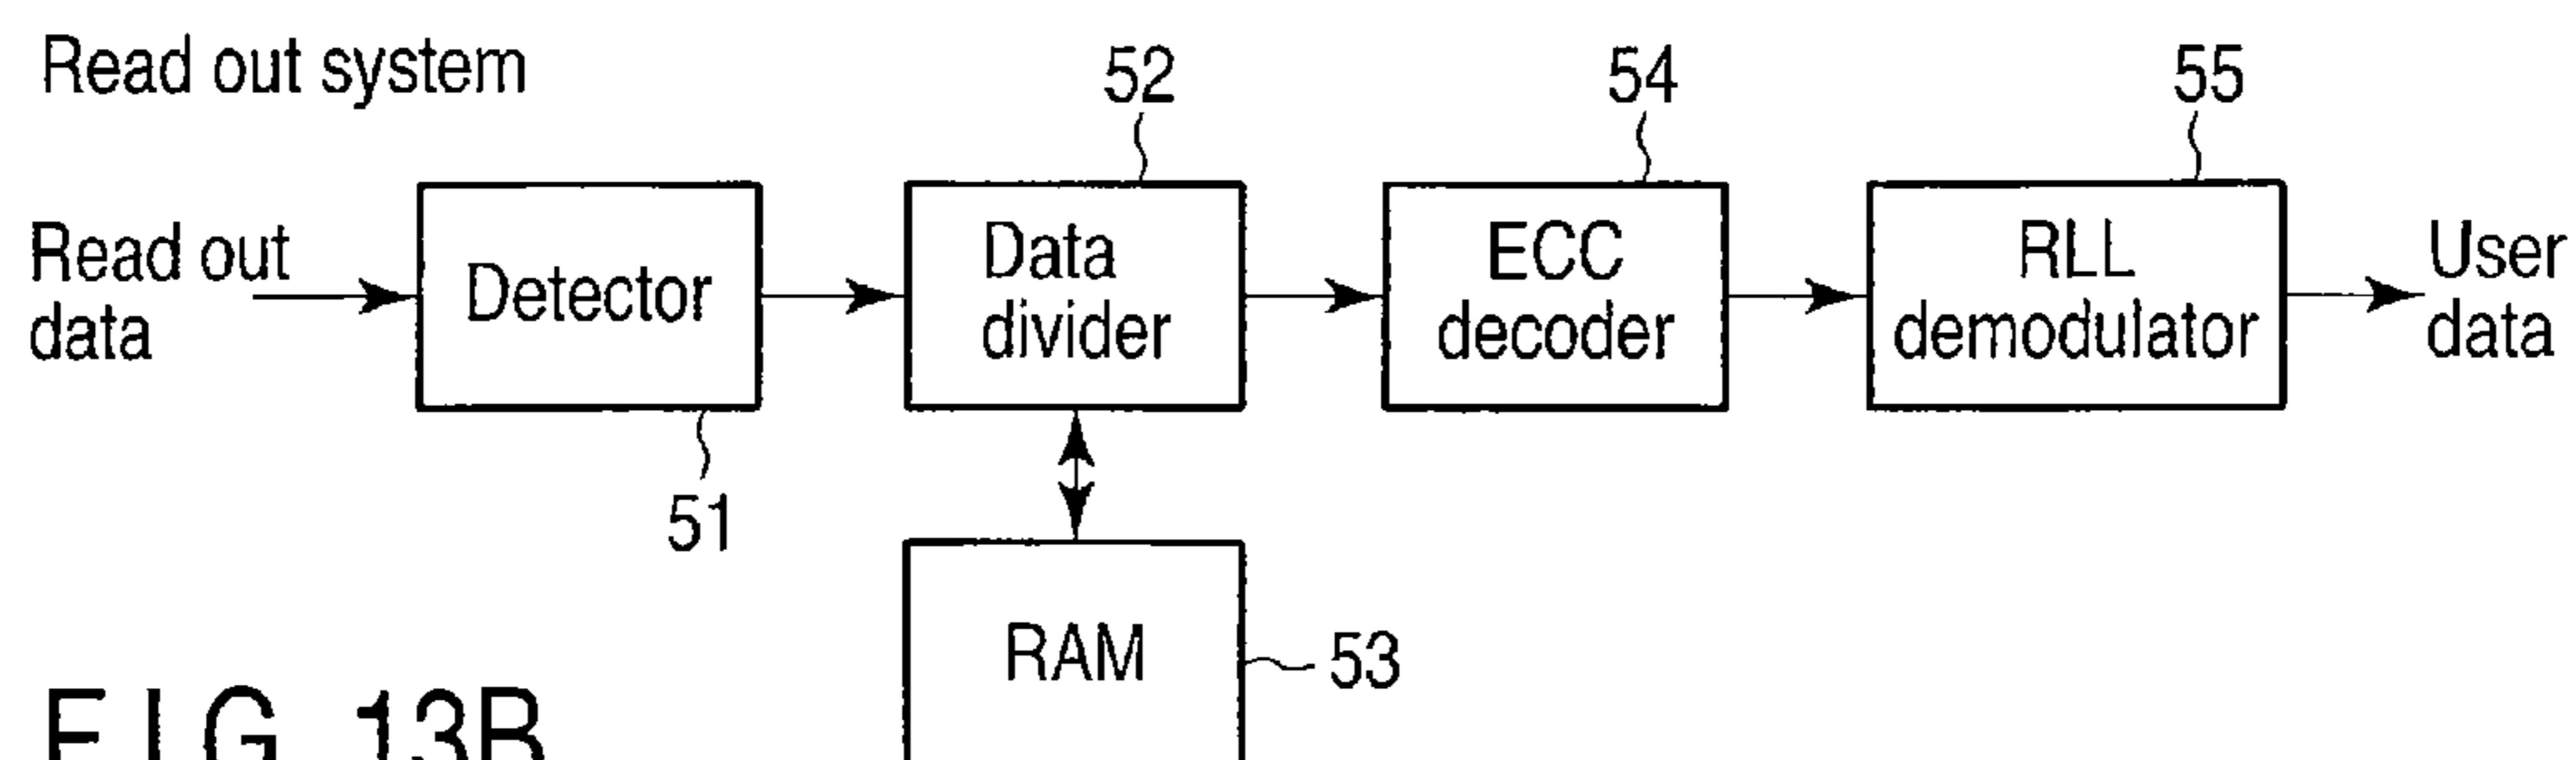 Read out system
52
54
55
Read out
data
Detector
Data
divider
ECC
decoder
RLL
demodulator
User
data
51
RAM
53
FIG. 13B